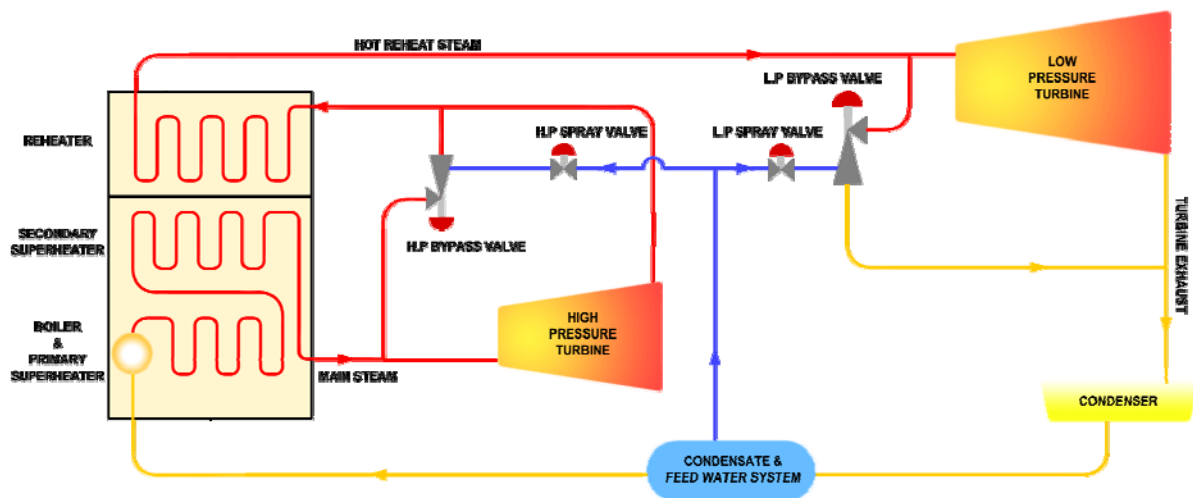 HOT REHEAT STEAM
L.P BYPASS VALVE
LOW
PRESSURE
TURBINE
REHEATER
H.P SPRAY VALVE
L.P SPRAY VALVE
SECONDARY
SUPERHEATER
H.P BYPASS VALVE
TURBINE EXHAUST
BOILER
&
PRIMARY
SUPERHEATER
HIGH
PRESSURE
TURBINE
MAIN STEAM
CONDENSER
CONDENSATE &
FEED WATER SYSTEM